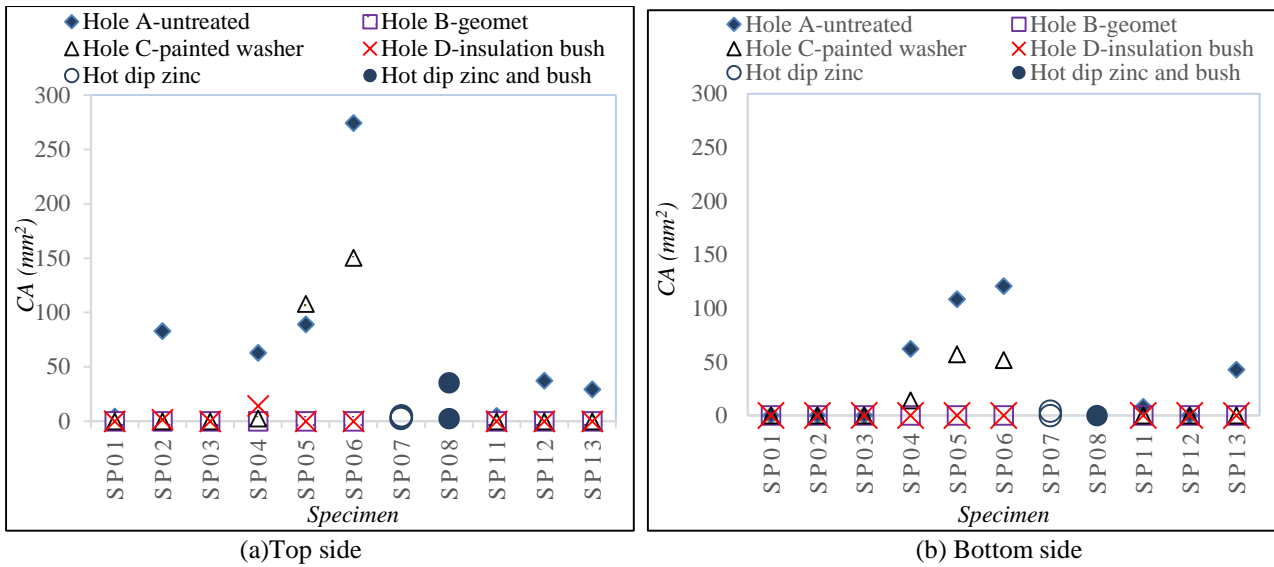 Hole A-untreated Hole B-geomet
Hole C-painted washer Hole D-insulation bush
Hot dip zinc Hot dip zinc and bush
300
250
200
150
100
50
0
CA (mm²)
SP01 SP02 SP03 SP04 SP05 SP06 SP07 SP08 SP11 SP12 SP13
Specimen
(a)Top side
Hole A-untreated Hole B-geomet
Hole C-painted washer Hole D-insulation bush
Hot dip zinc Hot dip zinc and bush
300
250
200
150
100
50
0
CA (mm²)
SP01 SP02 SP03 SP04 SP05 SP06 SP07 SP08 SP11 SP12 SP13
Specimen
(b) Bottom side